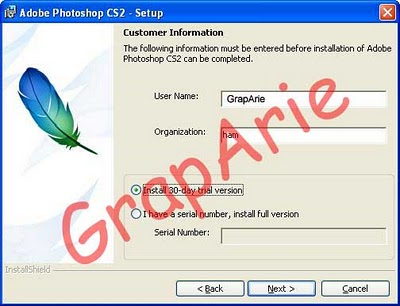 Adobe Photoshop CS2 - Setup
Customer Information
The following information must be entered before installation of Adobe
Photoshop CS2 can be completed.
User Name:
GrapArie
Organization:
ham
GrapArie
Install 30-day trial version
I have a serial number, install full version
Serial Number:
InstallShield
< Back
Next >
Cancel